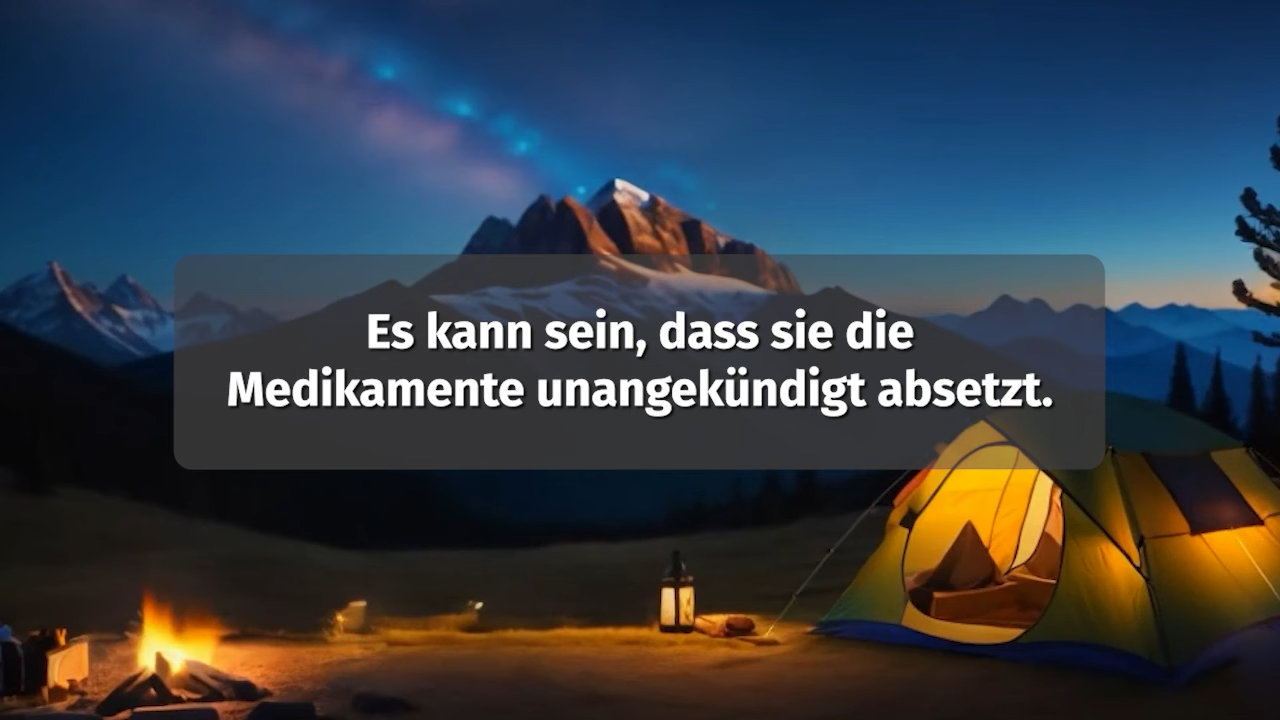 Es kann sein, dass sie die
Medikamente unangekündigt absetzt.